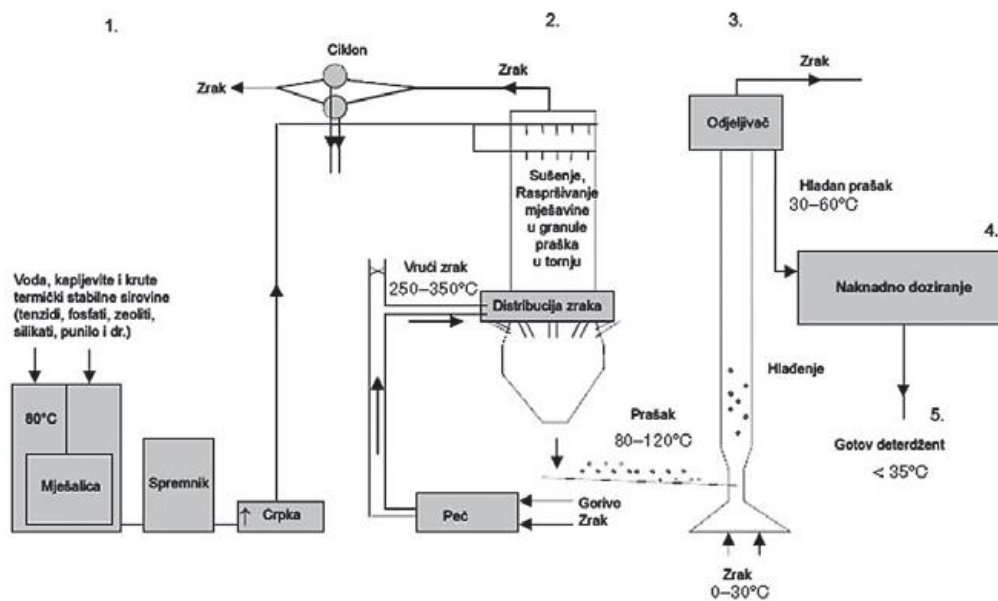 1.
2.
3.
Ciklon
Zrak
Zrak
Zrak
Odjeljivač
Sušenje,
Raspršivanje
mješavine
u granule
praška
u tornju
Hladan prašak
30–60°C
4.
Naknadno doziranje
Vrući zrak
250–350°C
Distribucija zraka
Voda, kapljevite i krute
termički stabilne sirovine
(tenzidi, fosfati, zeoliti,
silikati, punilo i dr.)
Hlađenje
80°C
Mješalica
Spremnik
Crpka
Prašak
80–120°C
5.
Gotov deterdžent
< 35°C
Peć
Gorivo
Zrak
Zrak
0–30°C